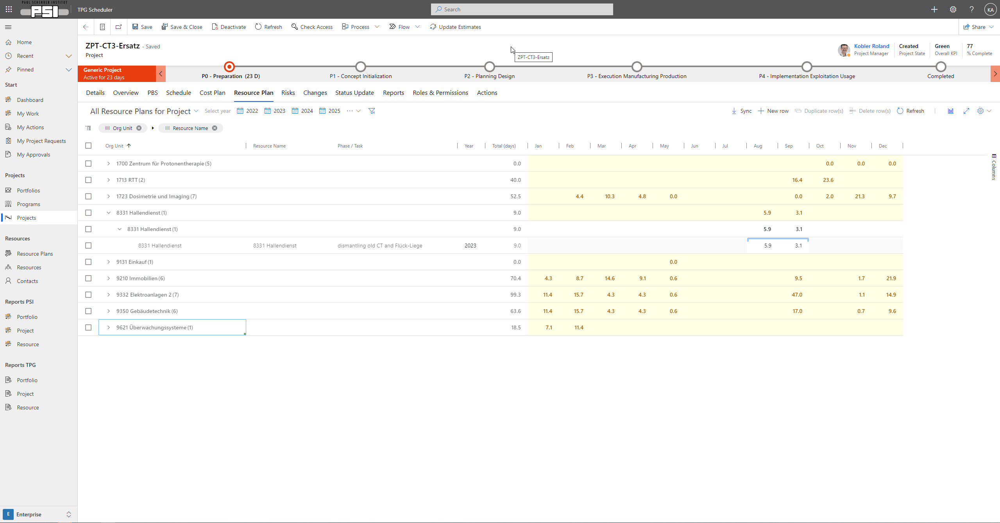 PAUL SCHERRER INSTITUT
PSI
TPG Scheduler
Search
KA
Save
Save & Close
Deactivate
Refresh
Check Access
Process
Flow
Update Estimates
Share
Home
Recent
Pinned
Start
Dashboard
My Work
My Actions
My Project Requests
My Approvals
Projects
Portfolios
Programs
Projects
Resources
Resource Plans
Resources
Contacts
Reports PSI
Portfolio
Project
Resource
Reports TPG
Portfolio
Project
Resource
E Enterprise
ZPT-CT3-Ersatz - Saved
Project
ZPT-CT3-Ersatz
Kobler Roland
Project Manager
Created
Project State
Green
Overall KPI
77
% Complete
Generic Project
Active for 23 days
P0 - Preparation (23 D)
P1 - Concept Initialization
P2 - Planning Design
P3 - Execution Manufacturing Production
P4 - Implementation Exploitation Usage
Completed
Details Overview PBS Schedule Cost Plan Resource Plan Risks Changes Status Update Reports Roles & Permissions Actions
All Resource Plans for Project Select year 2022 2023 2024 2025 ··· Sync New row Duplicate row(s) Delete row(s) Refresh
Org Unit Resource Name
Org Unit Resource Name Phase / Task Year Total (days) Jan Feb Mar Apr May Jun Jul Aug Sep Oct Nov Dec
1700 Zentrum für Protonentherapie (5) 0.0 0.0 0.0 0.0
1713 RTT (2) 40.0 16.4 23.6
1723 Dosimetrie und Imaging (7) 52.5 4.4 10.3 4.8 0.0 0.0 2.0 21.3 9.7
8331 Hallendienst (1) 9.0 5.9 3.1
8331 Hallendienst (1) 9.0 5.9 3.1
8331 Hallendienst 8331 Hallendienst dismantling old CT and Flück-Liege 2023 9.0 5.9 3.1
9131 Einkauf (1) 0.0 0.0
9210 Immobilien (6) 70.4 4.3 8.7 14.6 9.1 0.6 9.5 1.7 21.9
9332 Elektroanlagen 2 (7) 99.3 11.4 15.7 4.3 4.3 0.6 47.0 1.1 14.9
9350 Gebäudetechnik (6) 63.6 11.4 15.7 4.3 4.3 0.6 17.0 0.7 9.6
9621 Überwachungssysteme (1) 18.5 7.1 11.4
Columns